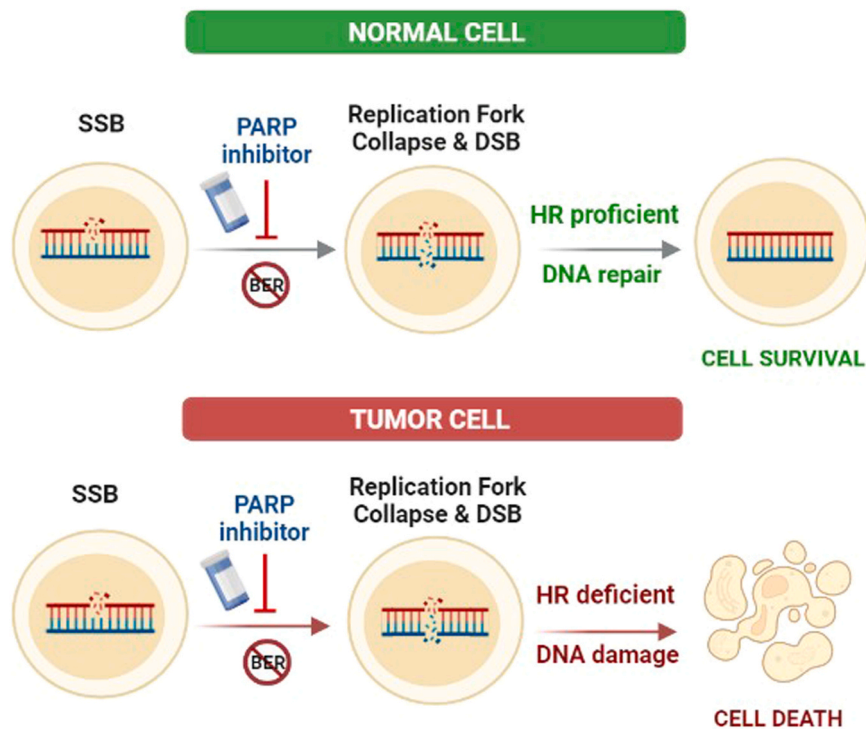 NORMAL CELL
SSB
PARP
inhibitor
BER
Replication Fork
Collapse & DSB
HR proficient
DNA repair
CELL SURVIVAL
TUMOR CELL
SSB
PARP
inhibitor
BER
Replication Fork
Collapse & DSB
HR deficient
DNA damage
CELL DEATH